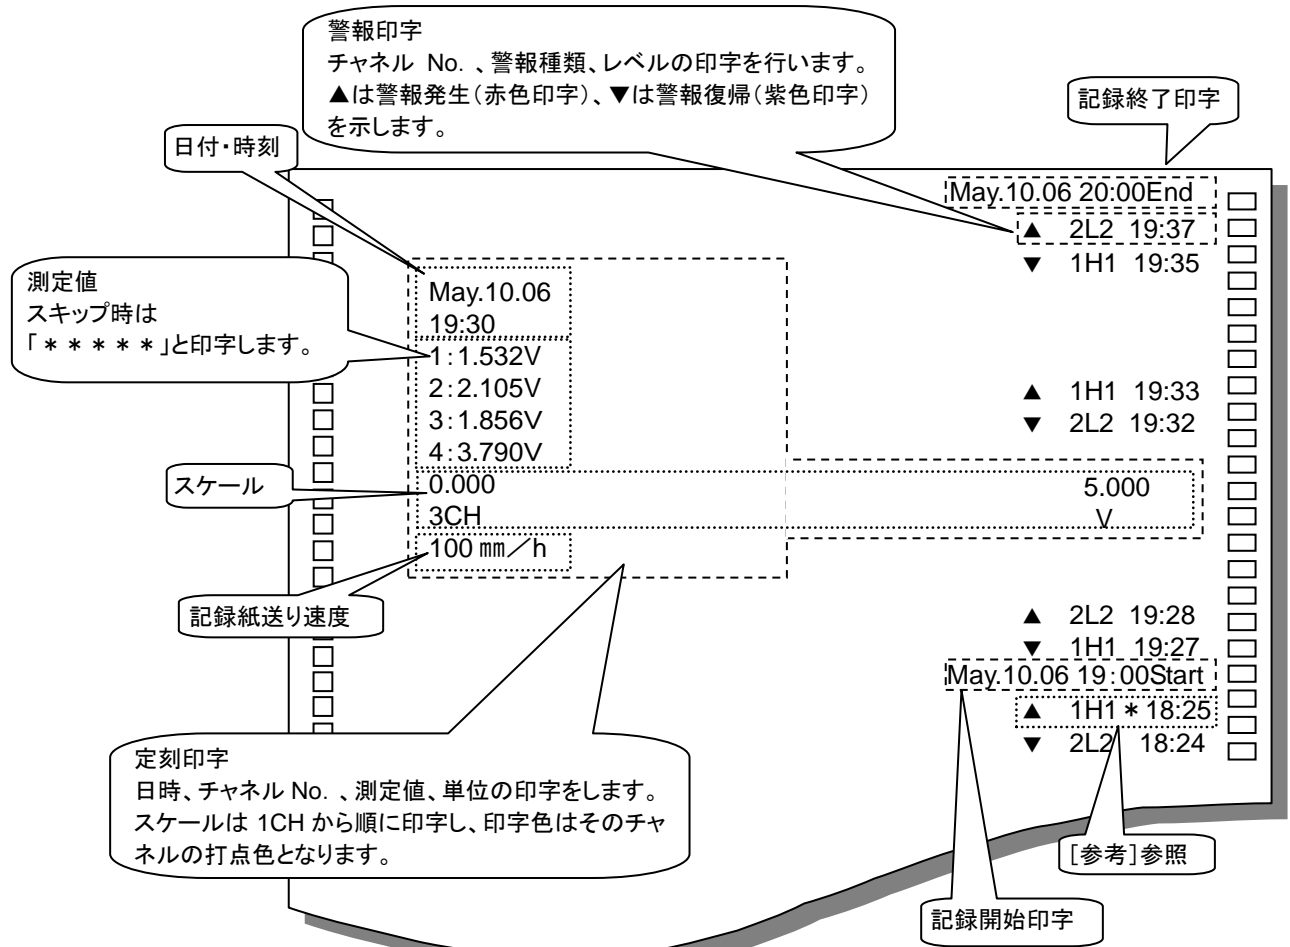 警報印字
チャネル No. 、警報種類、レベルの印字を行います。
▲は警報発生(赤色印字)、▼は警報復帰(紫色印字)
を示します。
記録終了印字
日付・時刻
May.10.06 20:00End
▲ 2L2 19:37
▼ 1H1 19:35
測定値
スキップ時は
「*****」と印字します。
May.10.06
19:30
1:1.532V
2:2.105V
3:1.856V
4:3.790V
▲ 1H1 19:33
▼ 2L2 19:32
スケール
0.000 5.000
3CH V
100 ㎜/h
記録紙送り速度
▲ 2L2 19:28
▼ 1H1 19:27
May.10.06 19:00Start
▲ 1H1*18:25
▼ 2L2 18:24
定刻印字
日時、チャネル No. 、測定値、単位の印字をします。
スケールは 1CH から順に印字し、印字色はそのチャ
ネルの打点色となります。
[参考]参照
記録開始印字